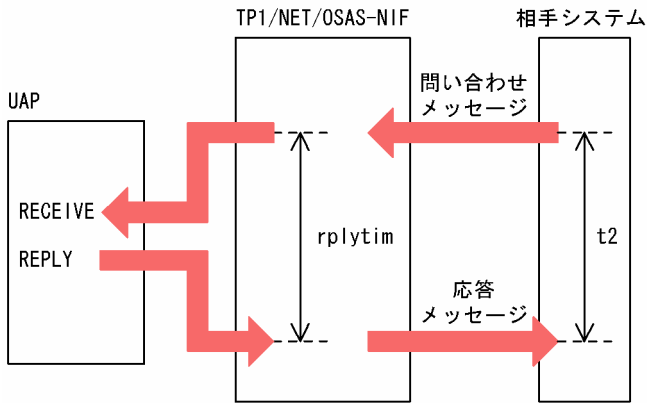 TP1/NET/OSAS-NIF
相手システム
UAP
問い合わせ
メッセージ
RECEIVE
REPLY
rplytim
t2
応答
メッセージ